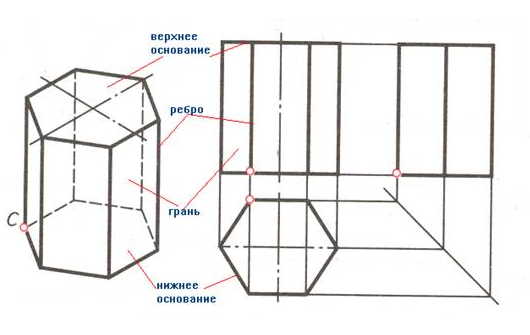 верхнее
основание
ребро
грань
С
нижнее
основание